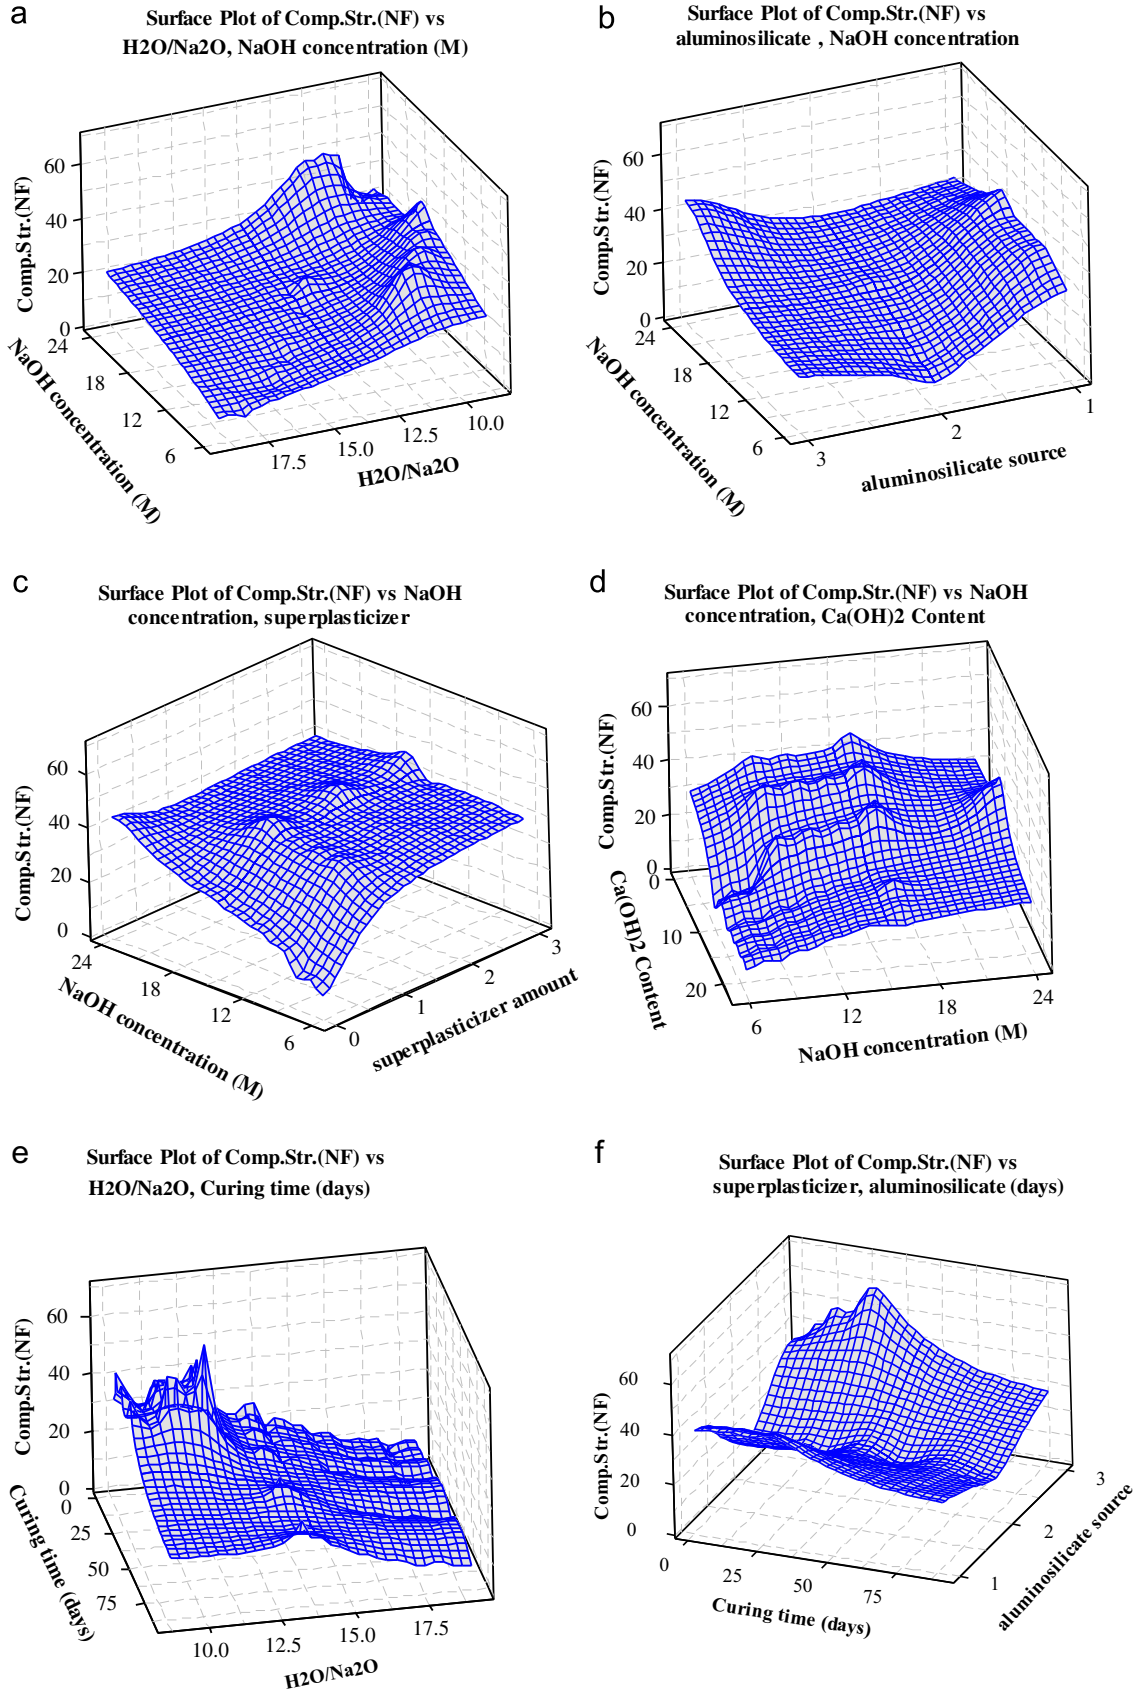 a
Surface Plot of Comp.Str.(NF) vs
H2O/Na2O, NaOH concentration (M)
60
40
20
0
Comp.Str.(NF)
24
18
12
6
NaOH concentration (M)
17.5
15.0
12.5
10.0
H2O/Na2O
b
Surface Plot of Comp.Str.(NF) vs
aluminosilicate , NaOH concentration
60
40
20
0
Comp.Str.(NF
24
18
12
6
NaOH concentration (M)
3
2
1
aluminosilicate source
c
Surface Plot of Comp.Str.(NF) vs NaOH
concentration, superplasticizer
60
40
20
0
Comp.Str.(NF)
24
18
12
6
NaOH concentration (M)
0
1
2
3
superplasticizer amount
d
Surface Plot of Comp.Str.(NF) vs NaOH
concentration, Ca(OH)2 Content
60
40
20
0
Comp.Str.(NF)
0
10
20
Ca(OH)2 Content
6
12
18
24
NaOH concentration (M)
e
Surface Plot of Comp.Str.(NF) vs
H2O/Na2O, Curing time (days)
60
40
20
0
Comp.Str.(NF)
0
25
50
75
Curing time (days)
10.0
12.5
15.0
17.5
H2O/Na2O
f
Surface Plot of Comp.Str.(NF) vs
superplasticizer, aluminosilicate (days)
60
40
20
0
Comp.Str.(NF)
0
25
50
75
Curing time (days)
1
2
3
aluminosilicate source